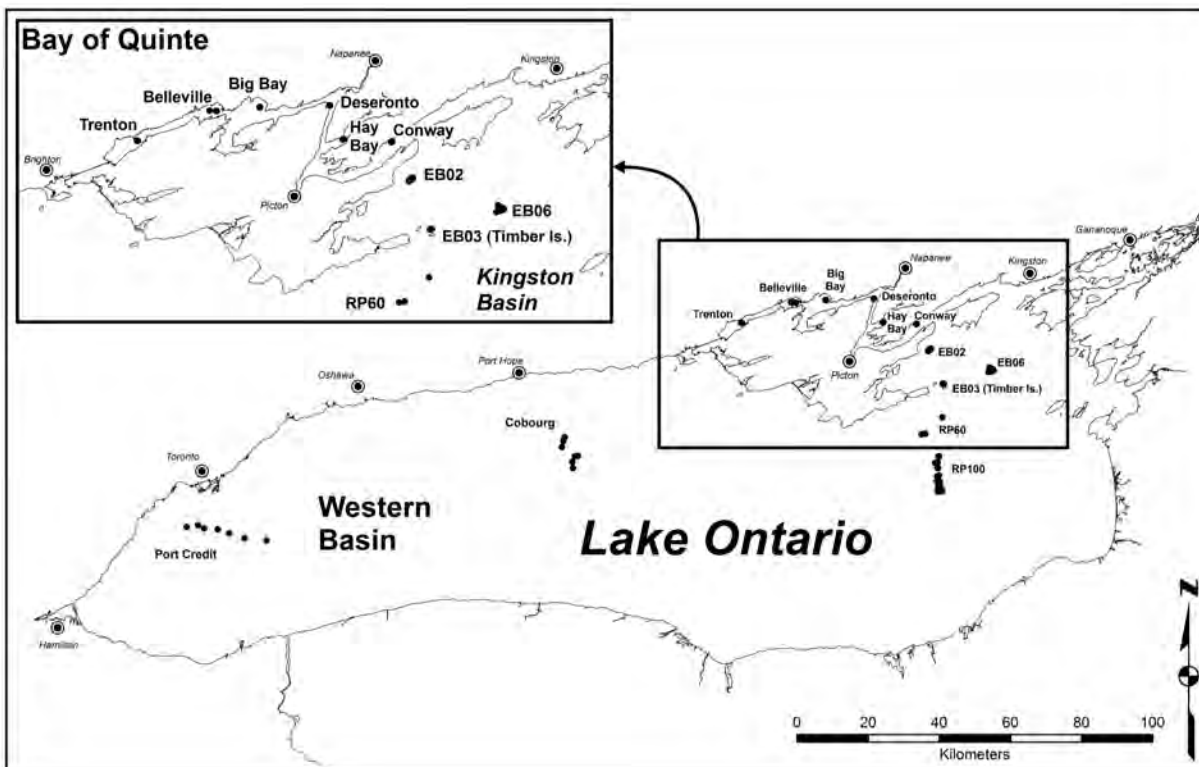 Bay of Quinte
Napanee
Kingston
Big Bay
Belleville
Deseronto
Trenton
Hay
Bay
Conway
Brighton
EB02
Picton
EB06
EB03 (Timber Is.)
Kingston
Basin
RP60
Gananoque
Napanee
Kingston
Big
Bay
Belleville
Deseronto
Trenton
Hay
Bay
Conway
EB02
Picton
EB06
EB03 (Timber Is.)
RP60
Port Hope
Oshawa
Cobourg
Toronto
RP100
Western
Basin
Lake Ontario
Port Credit
Hamilton
N
0 20 40 60 80 100
Kilometers